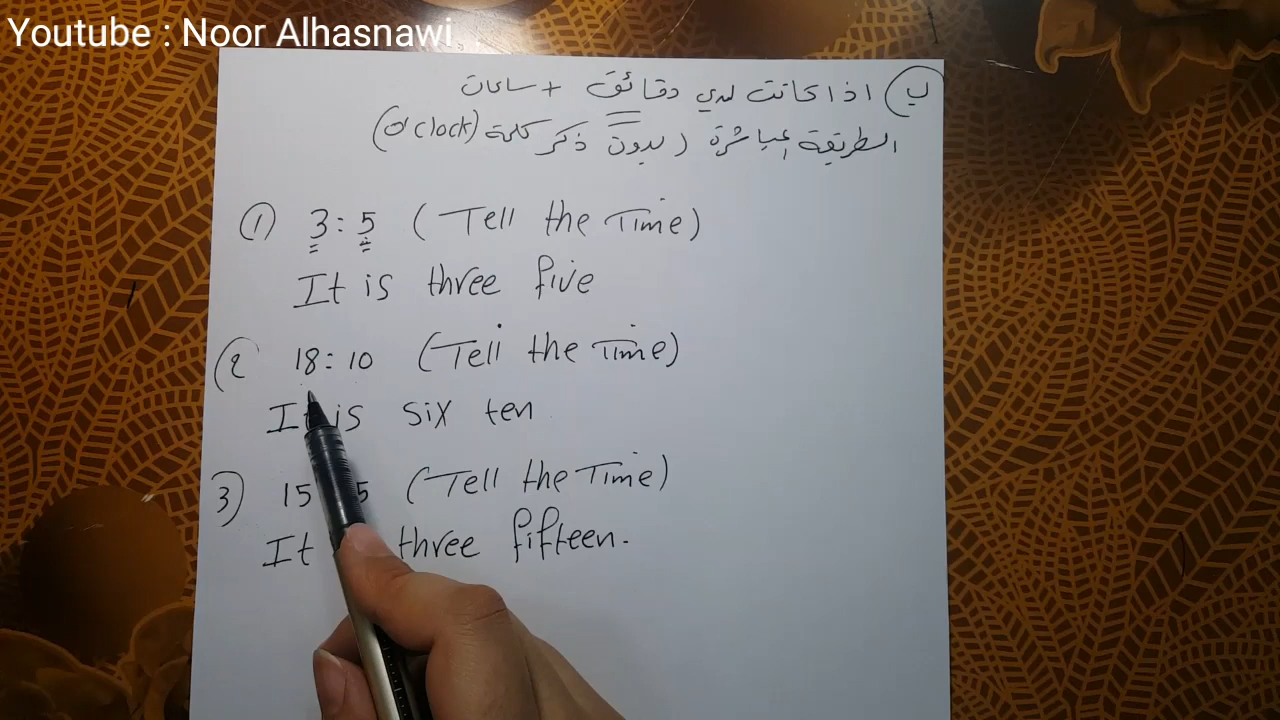 Youtube : Noor Alhasnawi
ب) اذا كانت لدي دقائق + ساعات
الطريقة المباشرة (بدون ذكر كلمة (o'clock)
① 3 : 5 (Tell the Time)
It is three five
(2 18 : 10 (Tell the Time)
It is six ten
3) 15 5 (Tell the Time)
It three fifteen.